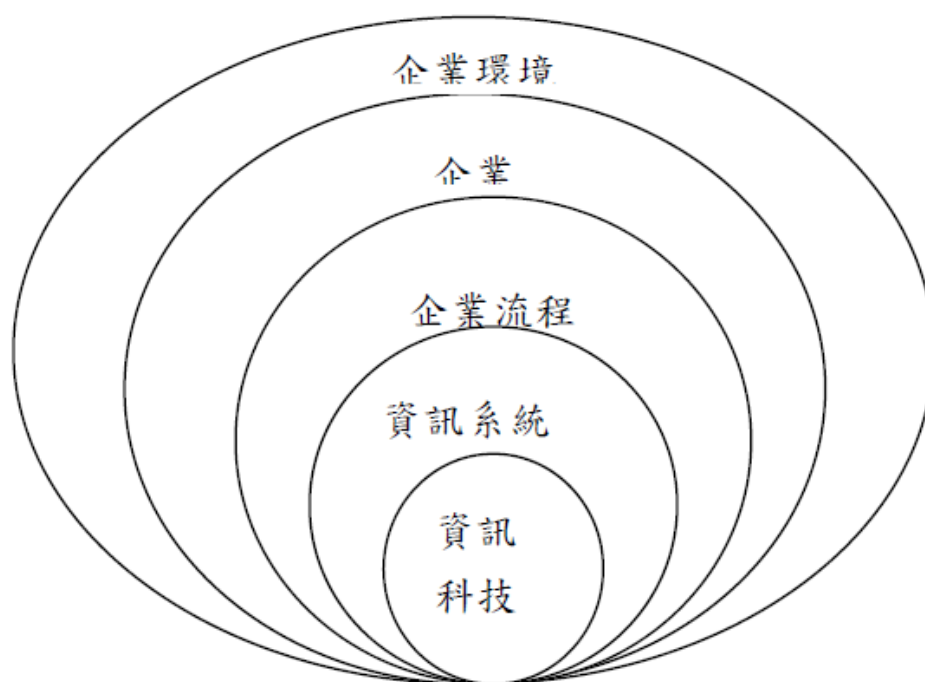 企業環境
企業
企業流程
資訊系統
資訊
科技